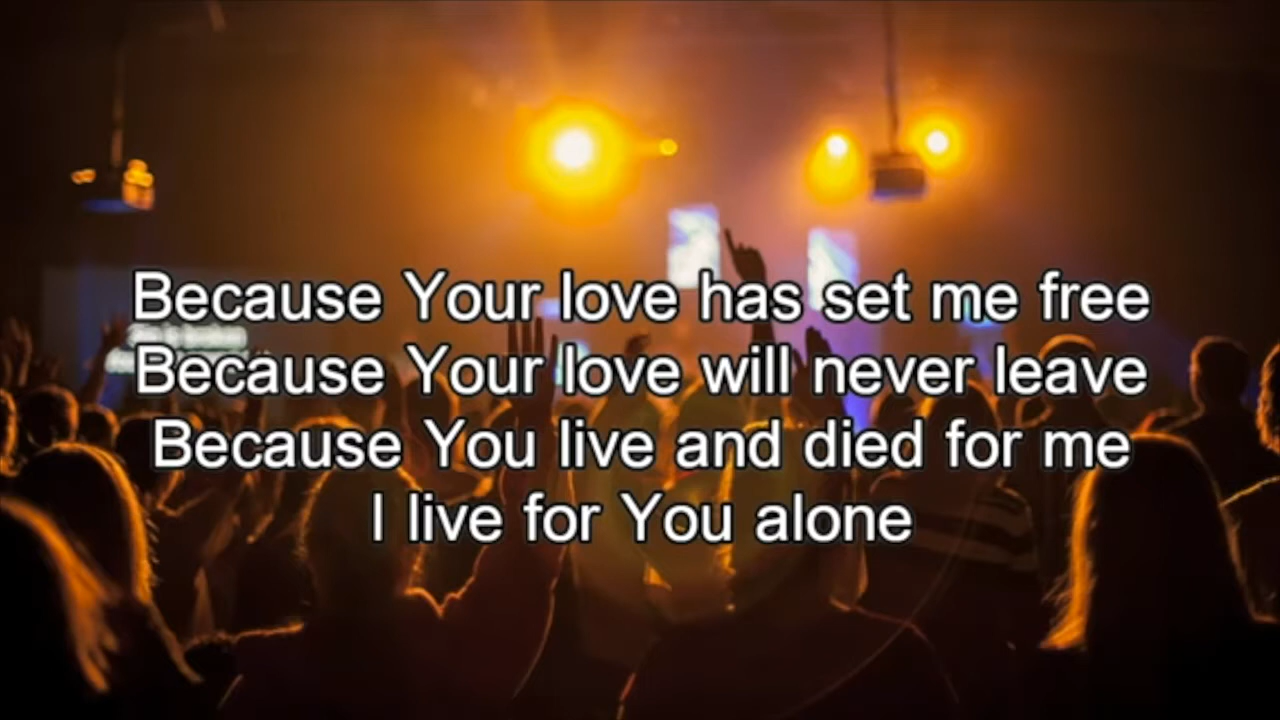 Because Your love has set me free
Because Your love will never leave
Because You live and died for me
I live for You alone